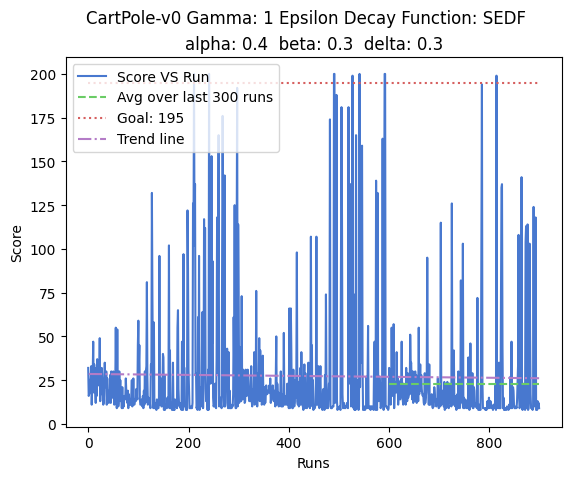 CartPole-v0 Gamma: 1 Epsilon Decay Function: SEDF
alpha: 0.4 beta: 0.3 delta: 0.3
200
175
150
125
100
75
50
25
0
Score
Score VS Run
Avg over last 300 runs
Goal: 195
Trend line
0 200 400 600 800
Runs